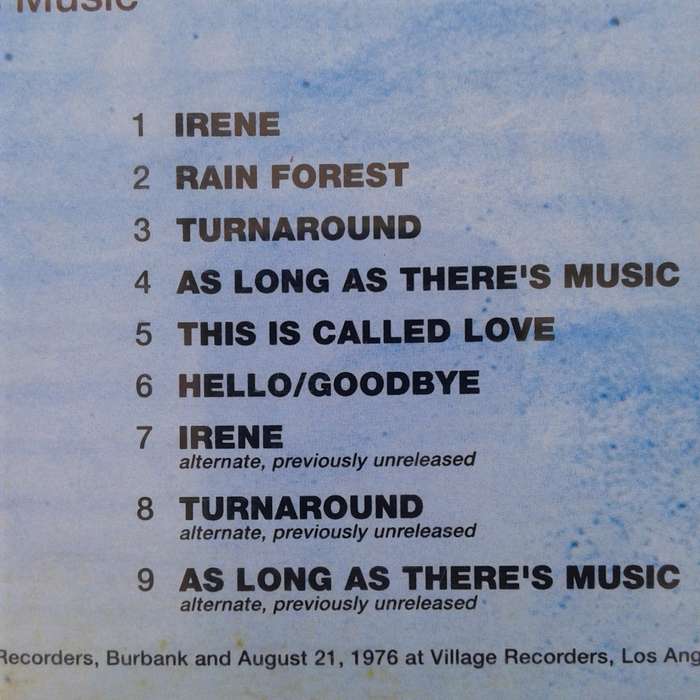 Music
1 IRENE
2 RAIN FOREST
3 TURNAROUND
4 AS LONG AS THERE'S MUSIC
5 THIS IS CALLED LOVE
6 HELLO/GOODBYE
7 IRENE
alternate, previously unreleased
8 TURNAROUND
alternate, previously unreleased
9 AS LONG AS THERE'S MUSIC
alternate, previously unreleased
Recorders, Burbank and August 21, 1976 at Village Recorders, Los Ang